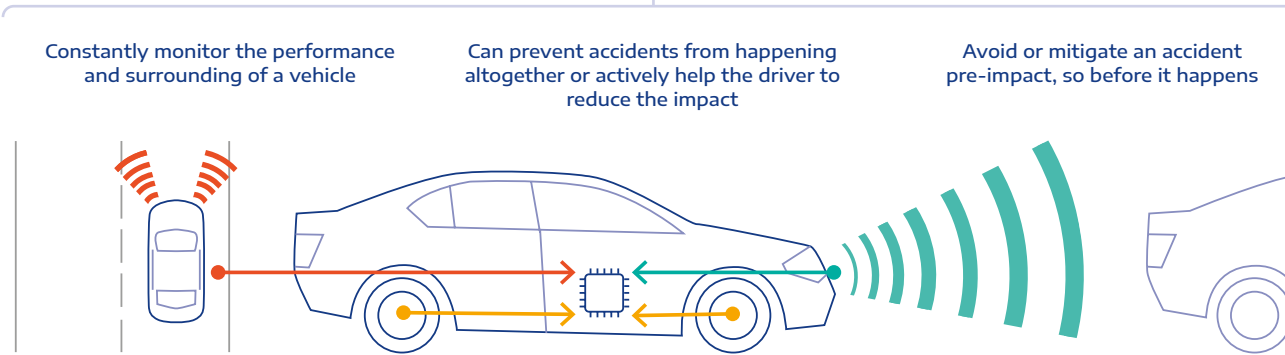 Constantly monitor the performance
and surrounding of a vehicle
Can prevent accidents from happening
altogether or actively help the driver to
reduce the impact
Avoid or mitigate an accident
pre-impact, so before it happens